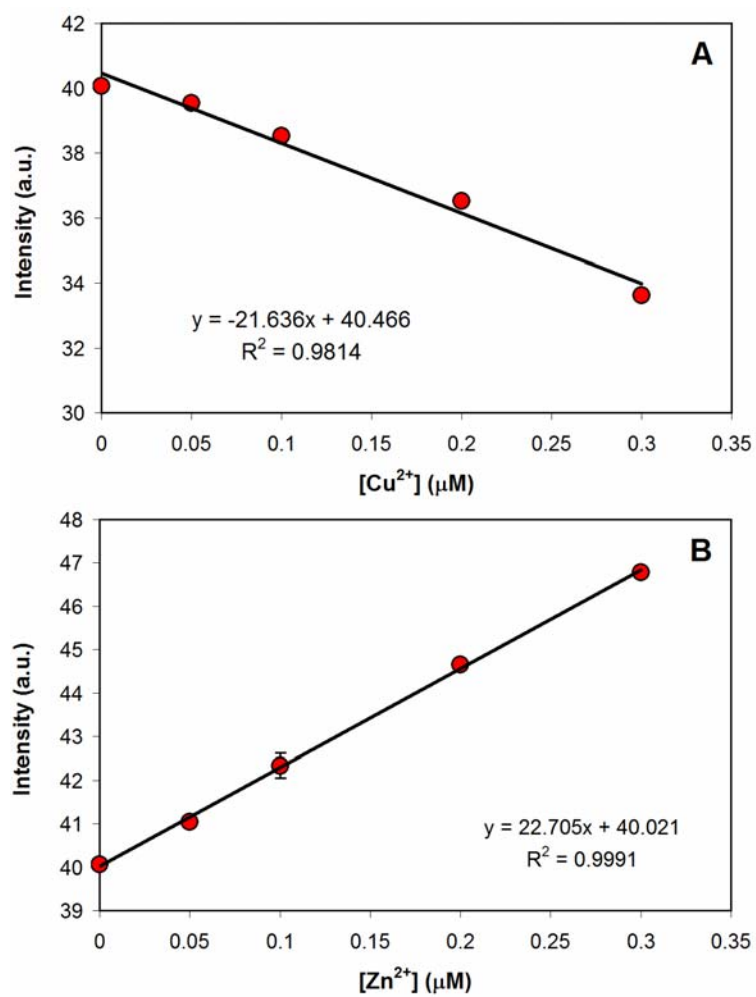 A
42
40
38
36
34
32
30
Intensity (a.u.)
y = -21.636x + 40.466
R² = 0.9814
0 0.05 0.1 0.15 0.2 0.25 0.3 0.35
[Cu²⁺] (μM)
B
48
47
46
45
44
43
42
41
40
39
Intensity (a.u.)
y = 22.705x + 40.021
R² = 0.9991
0 0.05 0.1 0.15 0.2 0.25 0.3 0.35
[Zn²⁺] (μM)